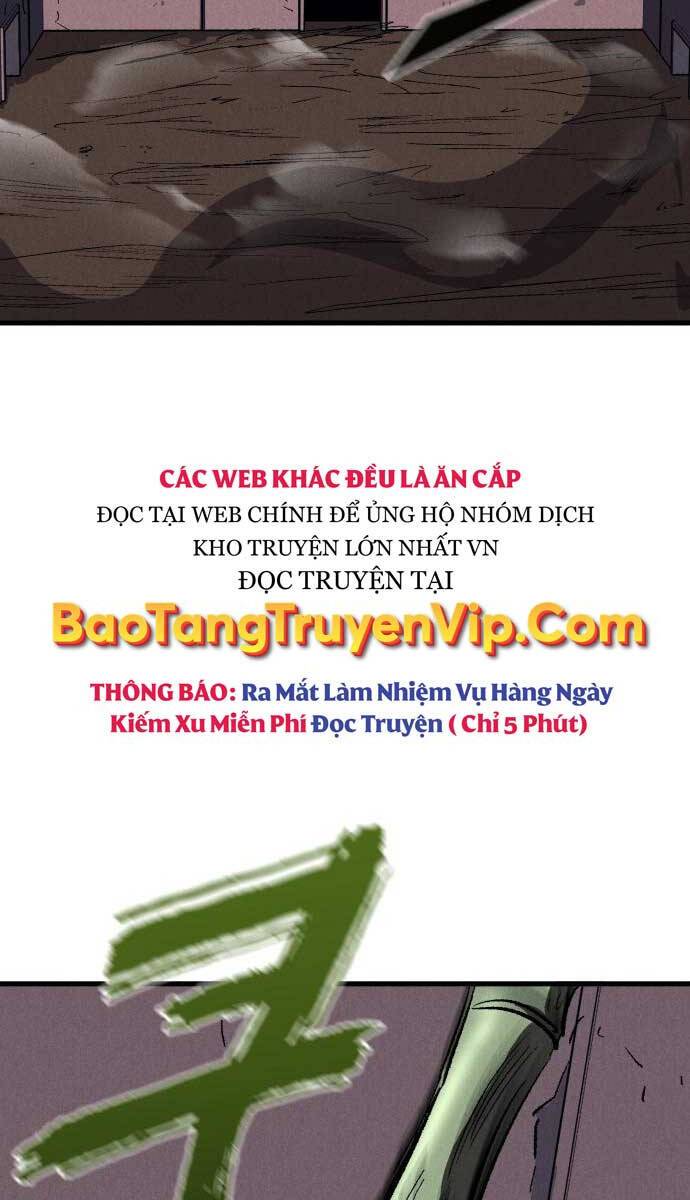 CÁC WEB KHÁC ĐỀU LÀ ĂN CẮP
ĐỌC TẠI WEB CHÍNH ĐỂ ỦNG HỘ NHÓM DỊCH
KHO TRUYỆN LỚN NHẤT VN
ĐỌC TRUYỆN TẠI
BaoTangTruyenVip.Com
THÔNG BÁO: Ra Mắt Làm Nhiệm Vụ Hàng Ngày
Kiếm Xu Miễn Phí Đọc Truyện ( Chỉ 5 Phút)